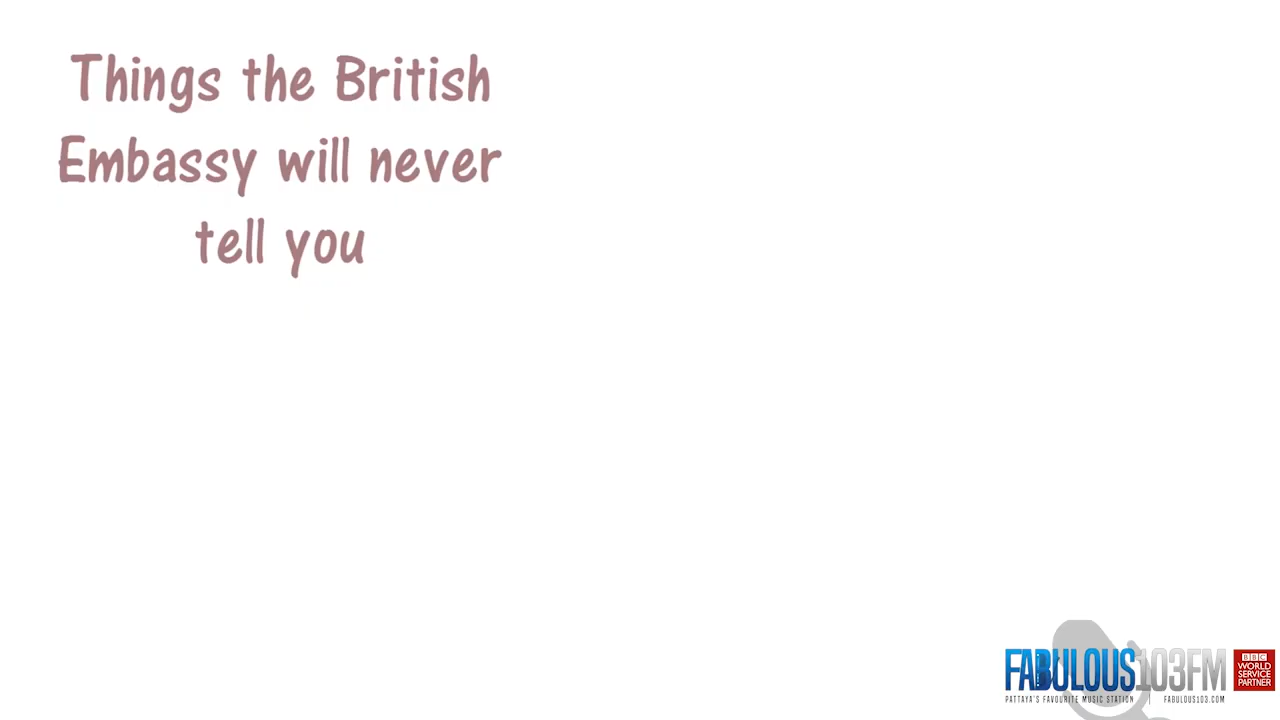 Things the British
Embassy will never
tell you
FABULOUS103FM
PATTAYA'S FAVOURITE MUSIC STATION
FABULOUS103.COM
BBC
WORLD
SERVICE
PARTNER